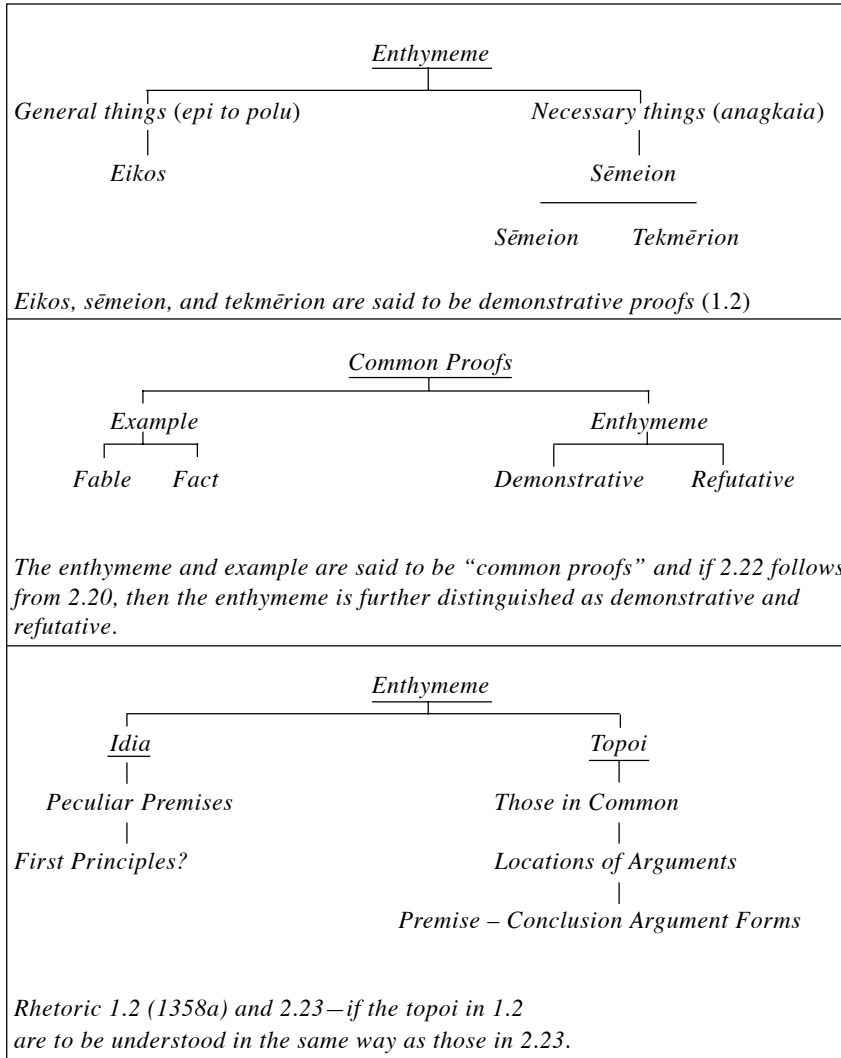 Enthymeme
General things (epi to polu) Necessary things (anagkaia)
Eikos Sēmeion
Sēmeion Tekmērion
Eikos, sēmeion, and tekmērion are said to be demonstrative proofs (1.2)
Common Proofs
Example Enthymeme
Fable Fact Demonstrative Refutative
The enthymeme and example are said to be “common proofs” and if 2.22 follows
from 2.20, then the enthymeme is further distinguished as demonstrative and
refutative.
Enthymeme
Idia Topoi
Peculiar Premises Those in Common
First Principles? Locations of Arguments
Premise – Conclusion Argument Forms
Rhetoric 1.2 (1358a) and 2.23—if the topoi in 1.2
are to be understood in the same way as those in 2.23.